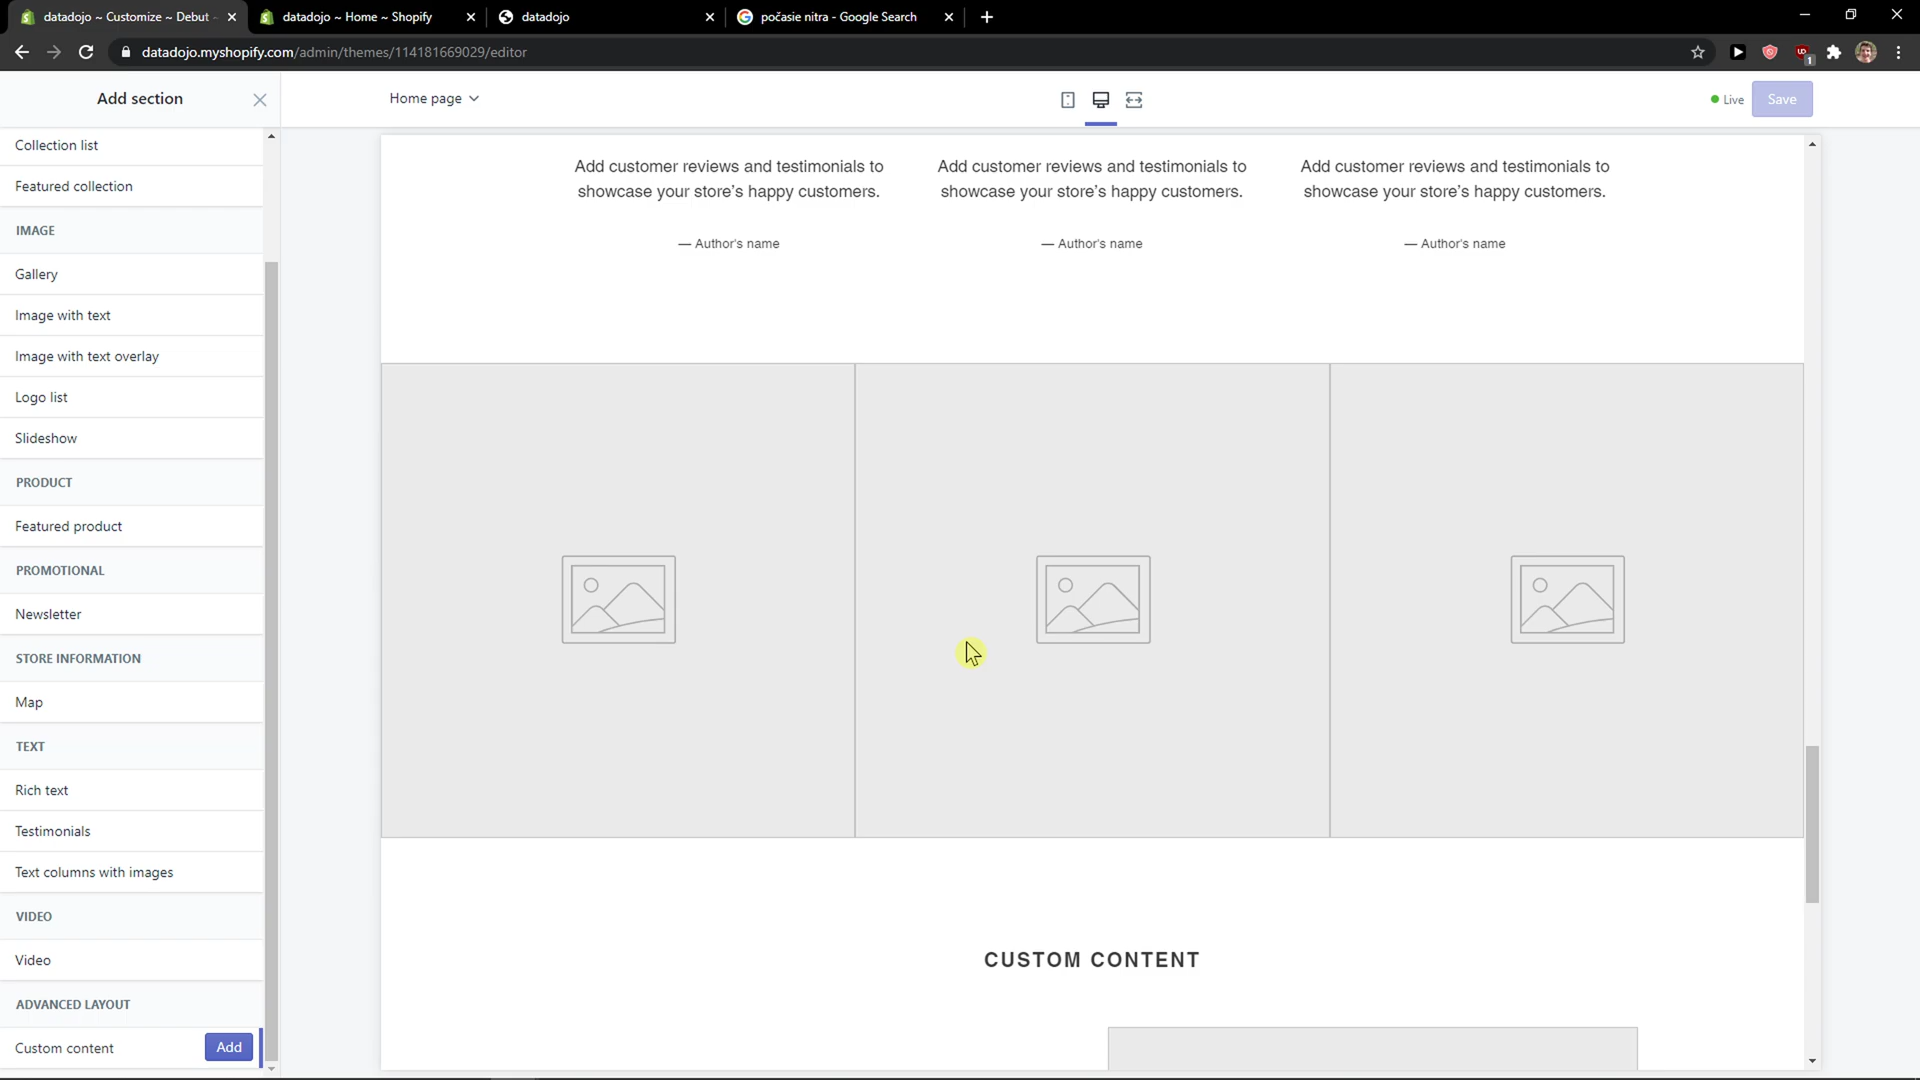 datadojo ~ Customize ~ Debut
datadojo ~ Home ~ Shopify
datadojo
počasie nitra - Google Search
datadojo.myshopify.com/admin/themes/114181669029/editor
1
Add section
Home page
Live
Save
Collection list
Featured collection
IMAGE
Gallery
Image with text
Image with text overlay
Logo list
Slideshow
PRODUCT
Featured product
PROMOTIONAL
Newsletter
STORE INFORMATION
Map
TEXT
Rich text
Testimonials
Text columns with images
VIDEO
Video
ADVANCED LAYOUT
Custom content
Add
Add customer reviews and testimonials to
showcase your store's happy customers.
— Author's name
Add customer reviews and testimonials to
showcase your store's happy customers.
— Author's name
Add customer reviews and testimonials to
showcase your store's happy customers.
— Author's name
CUSTOM CONTENT